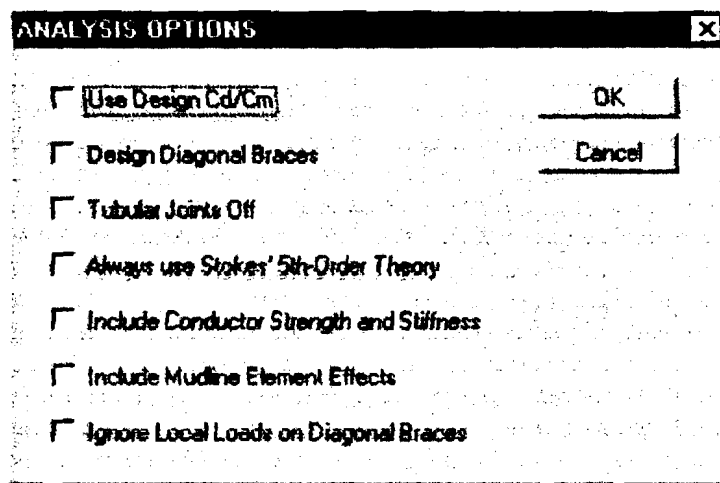 ANALYSIS OPTIONS
Use Design Cd/Cm
OK
Design Diagonal Braces
Cancel
Tubular Joints Off
Always use Stokes' 5th-Order Theory
Include Conductor Strength and Stiffness
Include Mudline Element Effects
Ignore Local Loads on Diagonal Braces